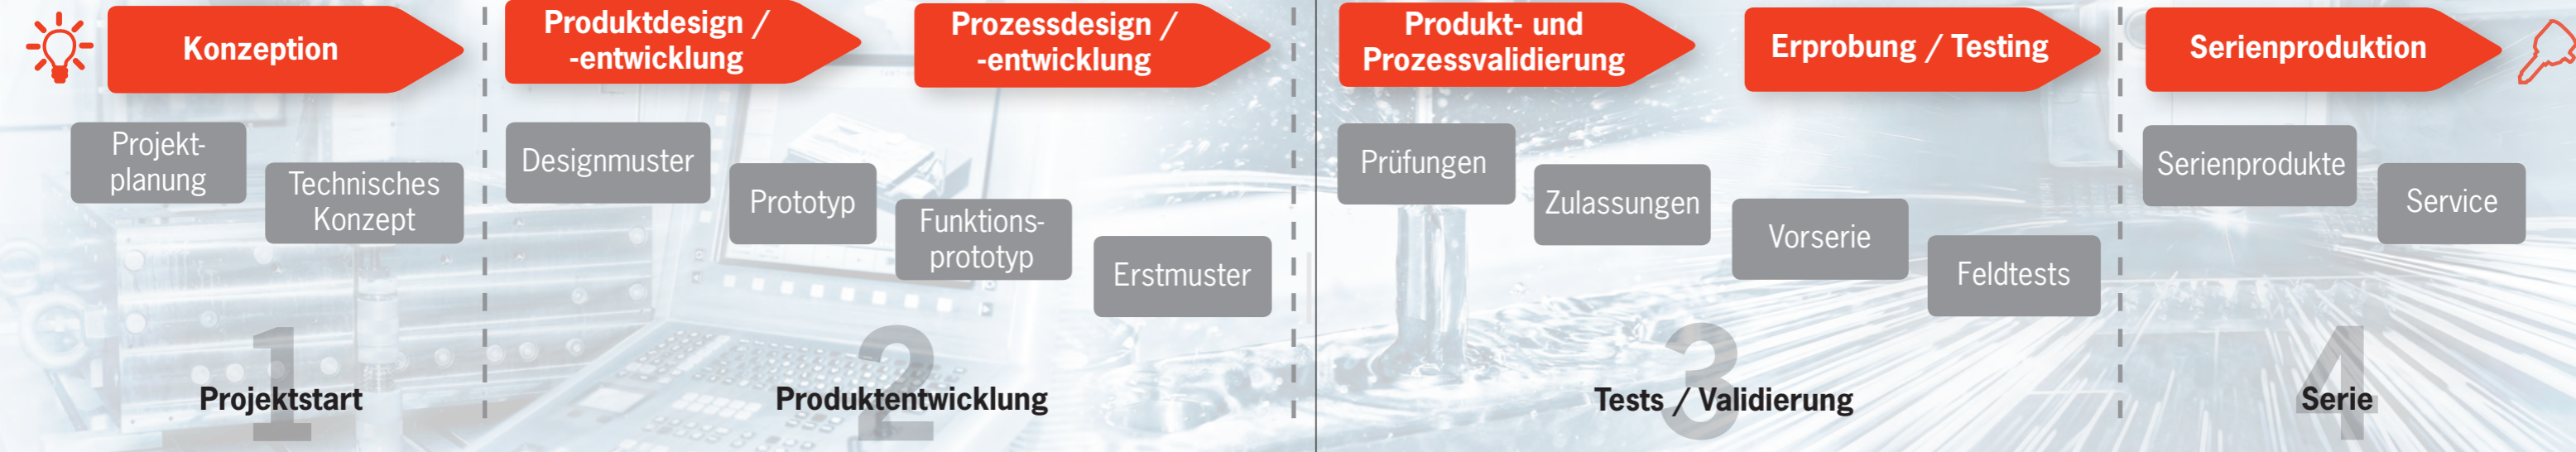 Konzeption
Produktdesign /
-entwicklung
Prozessdesign /
-entwicklung
Produkt- und
Prozessvalidierung
Erprobung / Testing
Serienproduktion
Projekt-
planung
Technisches
Konzept
Designmuster
Prototyp
Funktions-
prototyp
Erstmuster
Prüfungen
Zulassungen
Vorserie
Feldtests
Serienprodukte
Service
1
Projektstart
2
Produktentwicklung
3
Tests / Validierung
4
Serie